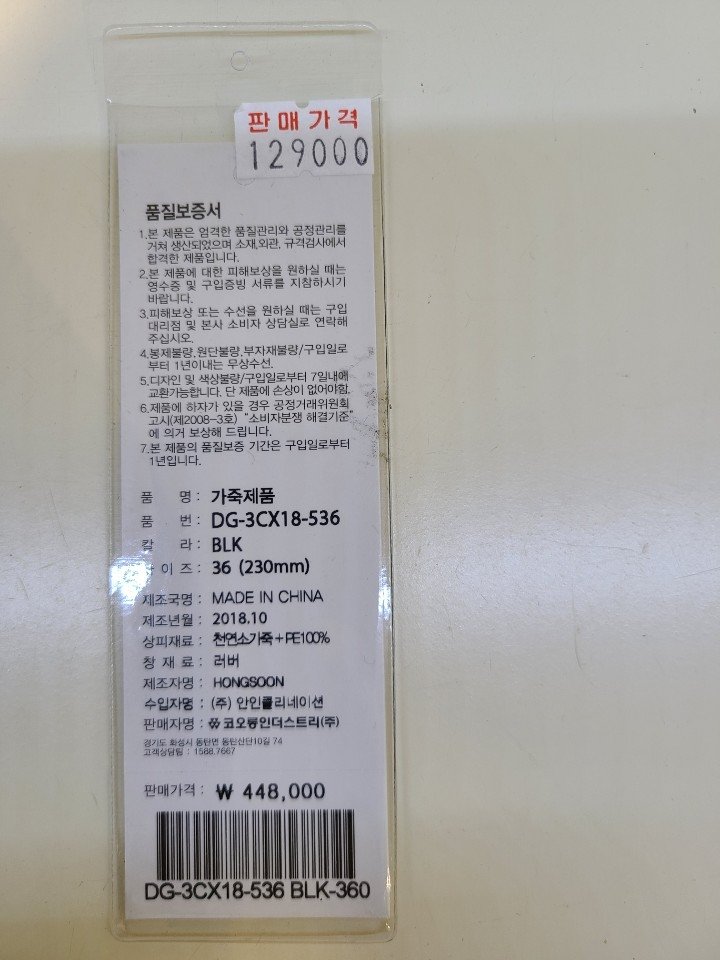 판매가격
129000
품질보증서
1.본 제품은 엄격한 품질관리와 공정관리를
거쳐 생산되었으며 소재,외관, 규격검사에서
합격한 제품입니다.
2.본 제품에 대한 피해보상을 원하실 때는
영수증 및 구입증빙 서류를 지참하시기
바랍니다.
3.피해보상 또는 수선을 원하실 때는 구입
대리점 및 본사 소비자 상담실로 연락해
주십시오.
4.봉제불량,원단불량,부자재불량/구입일로
부터 1년이내는 무상수선.
5.디자인 및 색상불량/구입일로부터 7일내에
교환가능합니다. 단 제품에 손상이 없어야함.
6.제품에 하자가 있을 경우 공정거래위원회
고시(제2008-3호) "소비자분쟁 해결기준"
에 의거 보상해 드립니다.
7.본 제품의 품질보증 기간은 구입일로부터
1년입니다.
품 명 : 가죽제품
품 번 : DG-3CX18-536
칼 라 : BLK
이 즈 : 36 (230mm)
제조국명 : MADE IN CHINA
제조년월 : 2018.10
상피재료 : 천연소가죽+PE100%
창 재 료 : 러버
제조자명 : HONGSOON
수입자명 : (주) 안인콜리네이션
판매자명 : 코오롱인더스트리(주)
경기도 화성시 동탄면 동탄산단10길 74
고객상담팀 : 1588.7667
판매가격 : ₩ 448,000
DG-3CX18-536 BLK-360